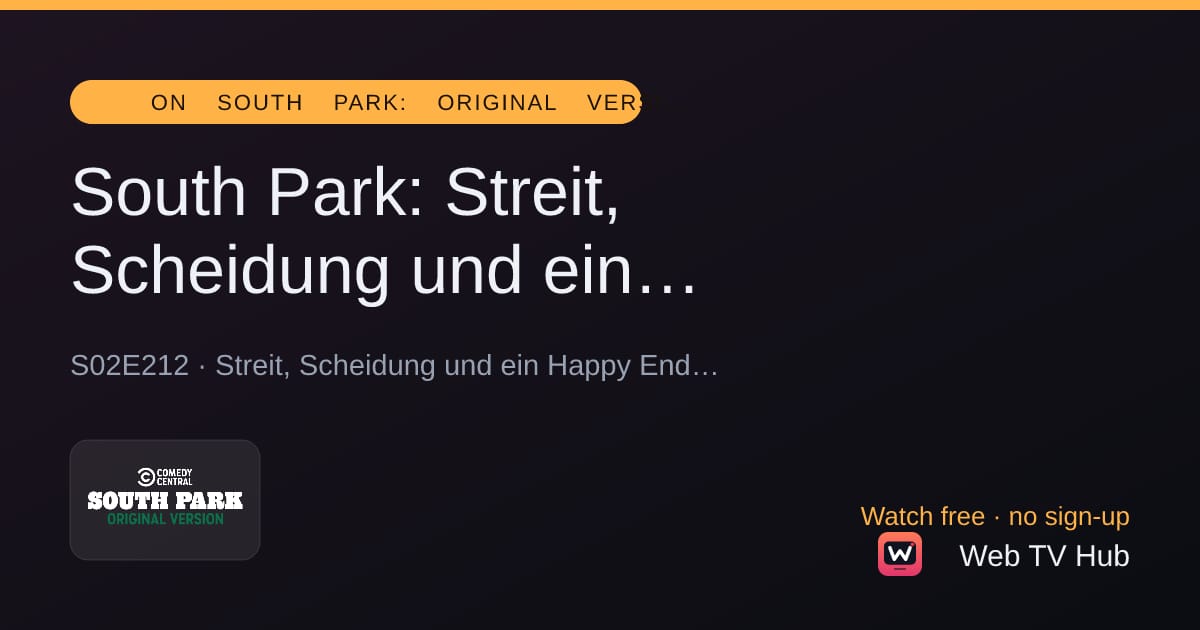 ON SOUTH PARK: ORIGINAL
South Park: Streit,
Scheidung und ein…
S02E212 · Streit, Scheidung und ein Happy End…
COMEDY
CENTRAL
SOUTH PARK
ORIGINAL VERSION
Watch free · no sign-up
W
Web TV Hub